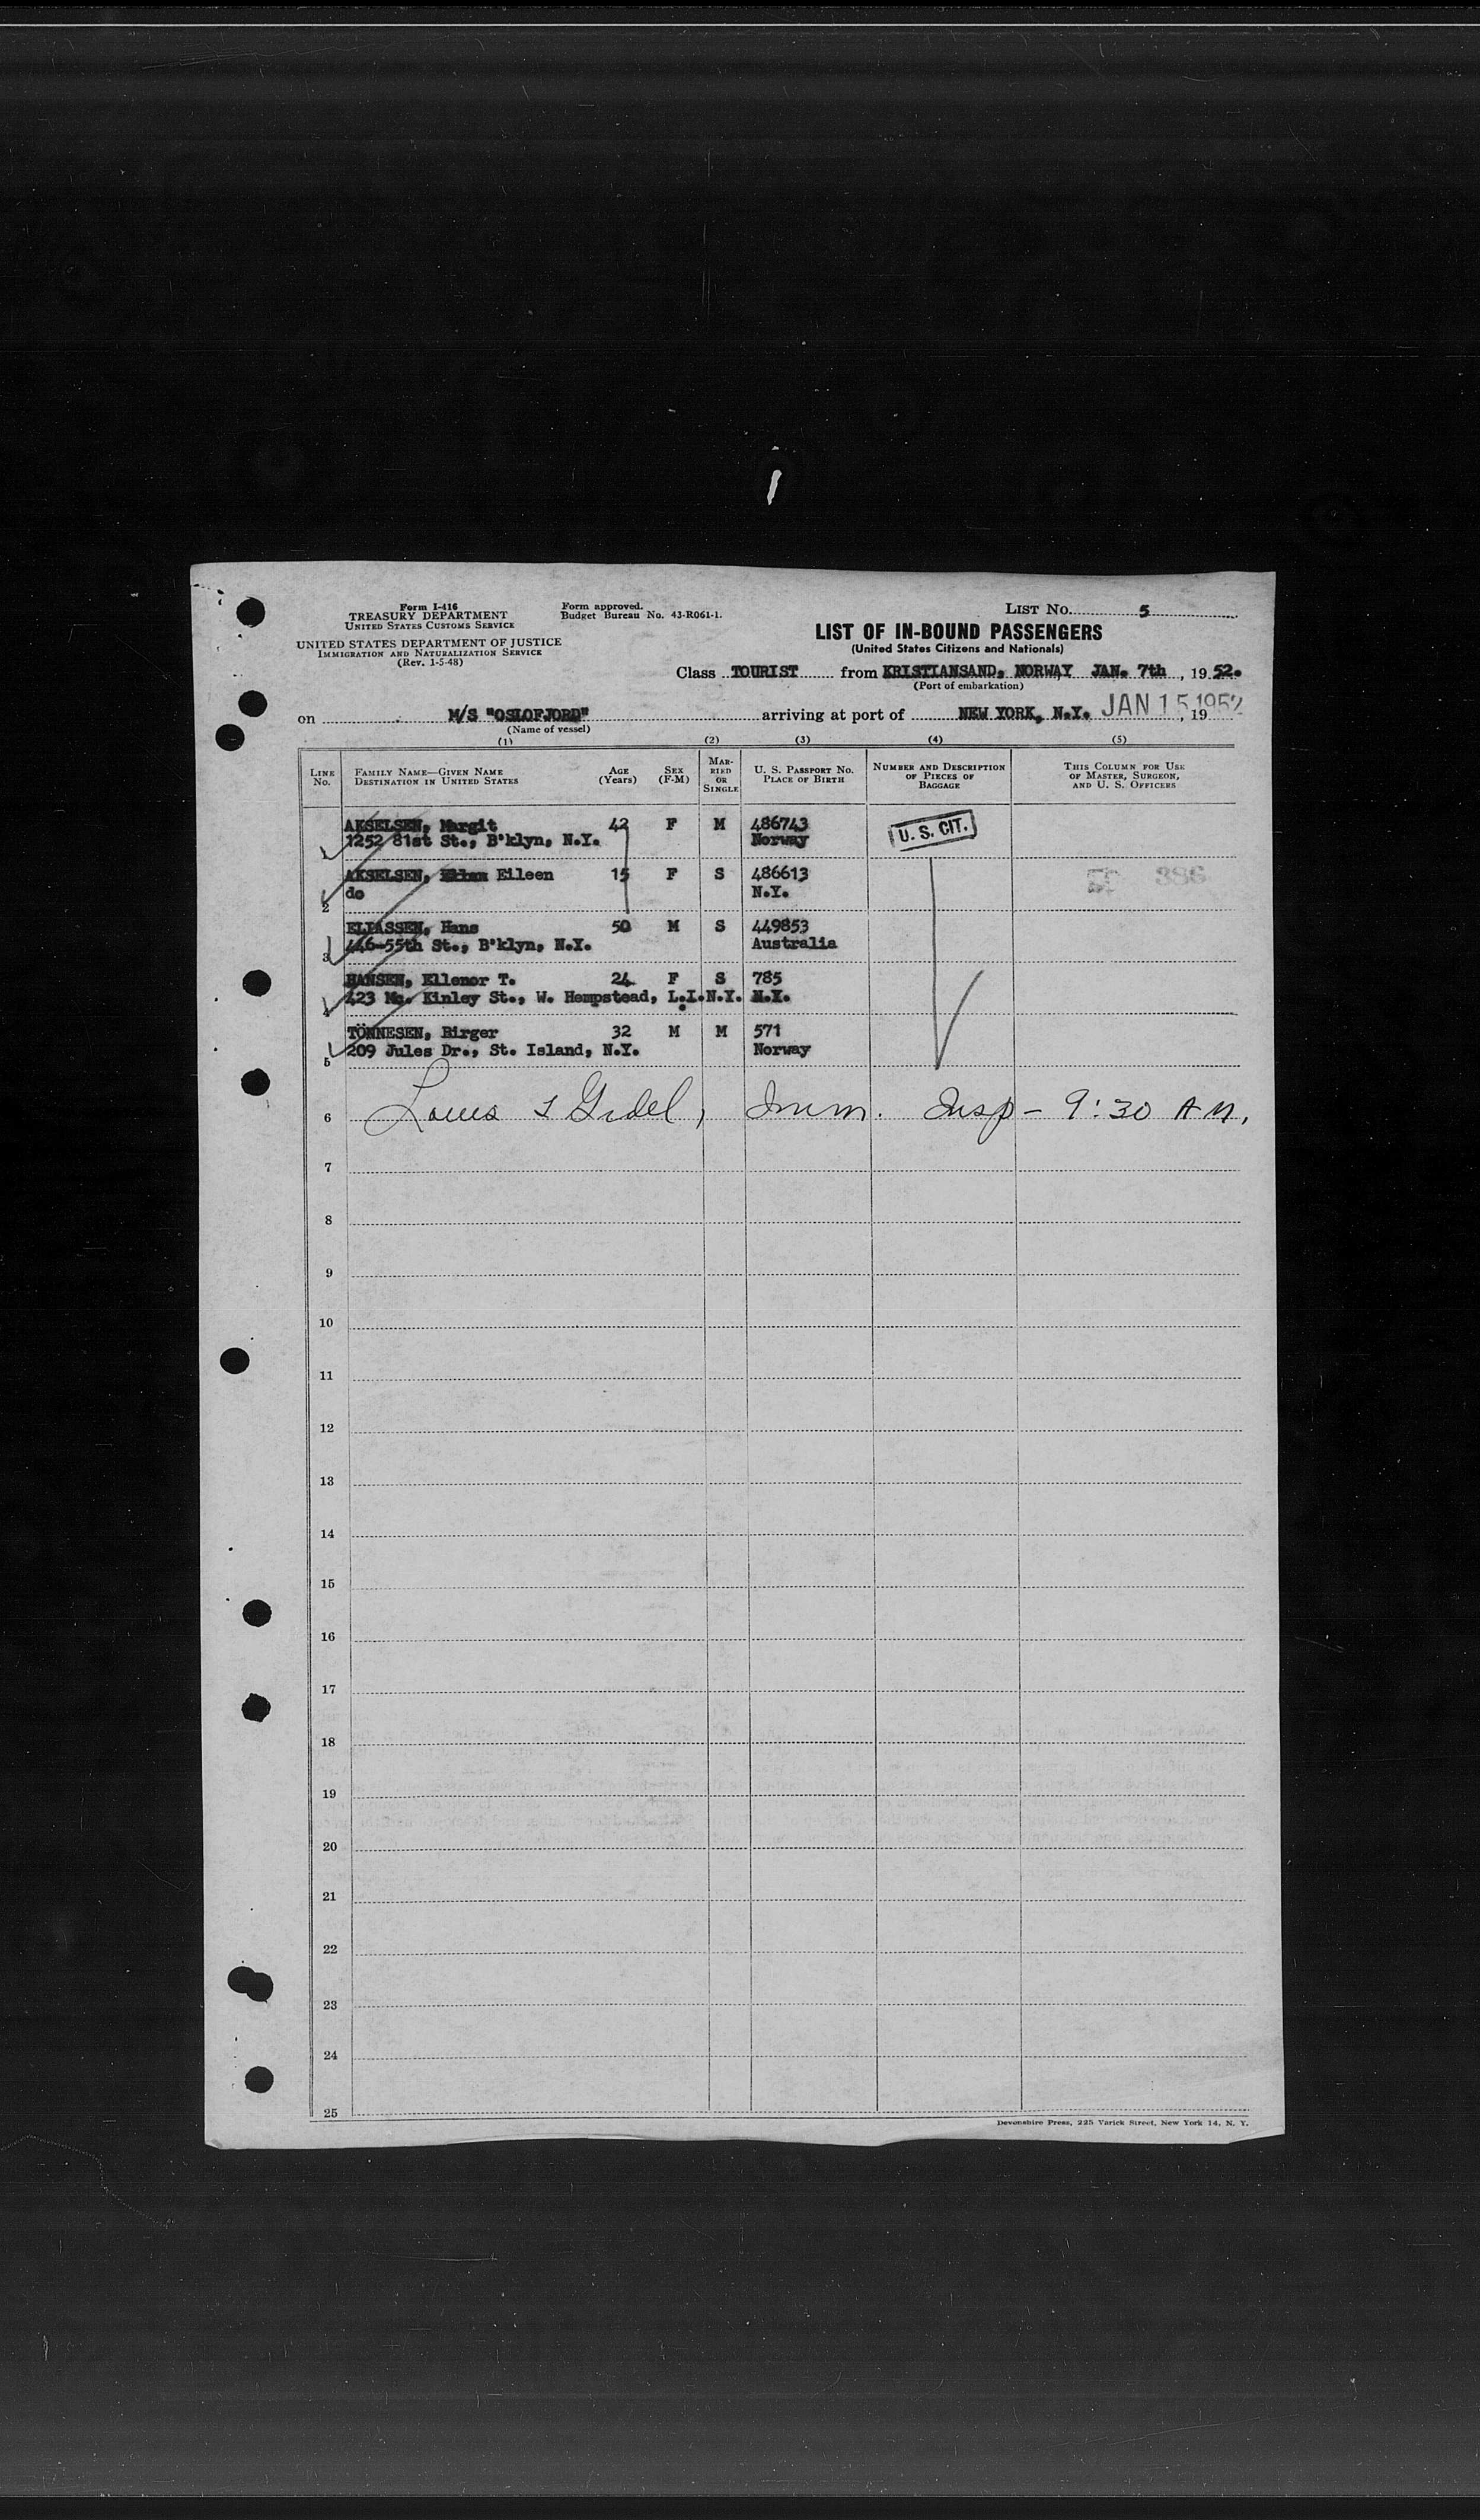 Form I-416
TREASURY DEPARTMENT
UNITED STATES CUSTOMS SERVICE
UNITED STATES DEPARTMENT OF JUSTICE
IMMIGRATION AND NATURALIZATION SERVICE
(Rev. 1-5-48)
Form approved.
Budget Bureau No. 43-R061-1.
LIST NO. 5
LIST OF IN-BOUND PASSENGERS
(United States Citizens and Nationals)
Class TOURIST from KRISTIANSAND, NORWAY JAN. 7th, 1952.
(Port of embarkation)
on M/S "OSLOFJORD" arriving at port of NEW YORK, N.Y. JAN 15 1952, 19
(Name of vessel)
(1) (2) (3) (4) (5)
LINE NO. FAMILY NAME—GIVEN NAME DESTINATION IN UNITED STATES AGE (Years) SEX (F-M) MARRIED OR SINGLE U. S. PASSPORT NO. PLACE OF BIRTH NUMBER AND DESCRIPTION OF PIECES OF BAGGAGE THIS COLUMN FOR USE OF MASTER, SURGEON, AND U. S. OFFICERS
AKSELSEN, Margit 42 F M 486743 U. S. CIT.
1 1252 81st St., B'klyn, N.Y. Norway
AKSELSEN, Eileen 15 F S 486613 386
2 do N.Y.
ELIASSEN, Hans 50 M S 449853
3 446-55th St., B'klyn, N.Y. Australia
HANSEN, Ellenor T. 24 F S 785
4 423 Mc. Kinley St., W. Hempstead, L.I.N.Y. N.Y.
TÖNNESEN, Birger 32 M M 571
5 209 Jules Dr., St. Island, N.Y. Norway
6 Louis Gidel, Imm. Insp - 9:30 AM.
7
8
9
10
11
12
13
14
15
16
17
18
19
20
21
22
23
24
25
Devonshire Press, 225 Varick Street, New York 14, N. Y.